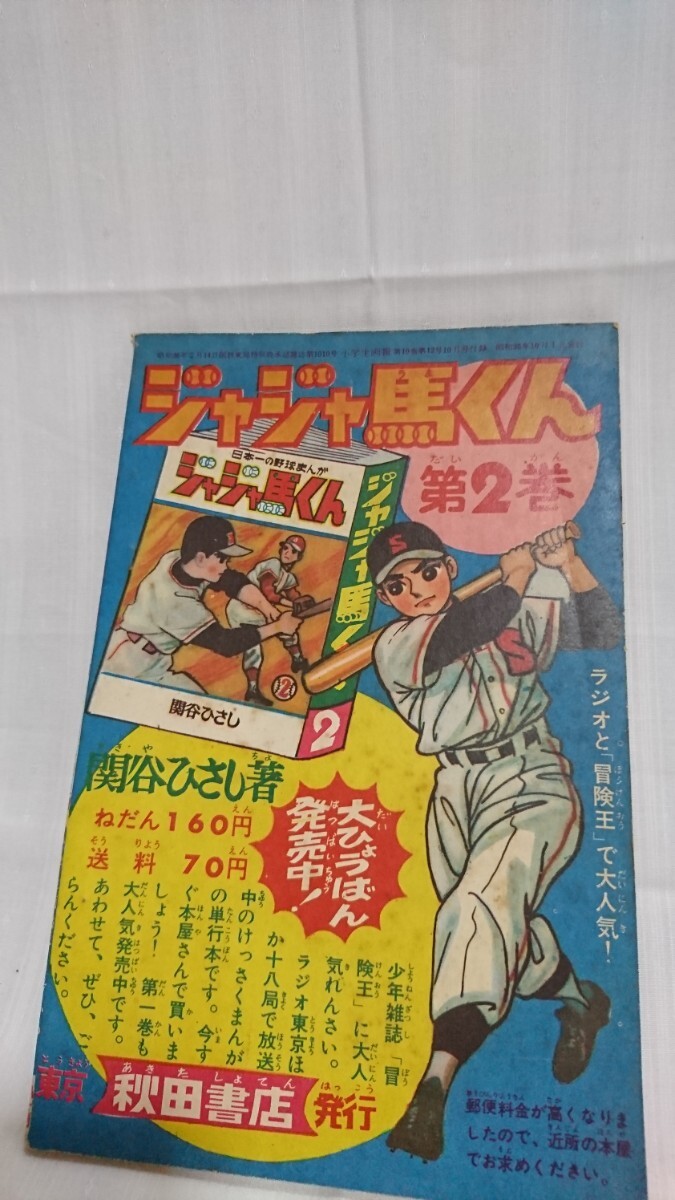 ジャジャ馬くん
第2巻
日本一の野球まんが
ジャジャ馬くん
関谷ひさし
ジャジャ馬くん
2
ラジオと「冒険王」で大人気!
関谷ひさし著
ねだん160円
送料 70円
大ひょうばん
発売中!
少年雑誌「冒
険王」に大人
気れんさい。
ラジオ東京ほ
か十八局で放送
中のけっさくまんが
の単行本です。今す
ぐ本屋さんで買いま
しょう! 第一巻も
大人気発売中です。
あわせて、ぜひ、ご
らんください。
東京 秋田書店 発行
郵便料金が高くなりま
したので、近所の本屋
でお求めください。